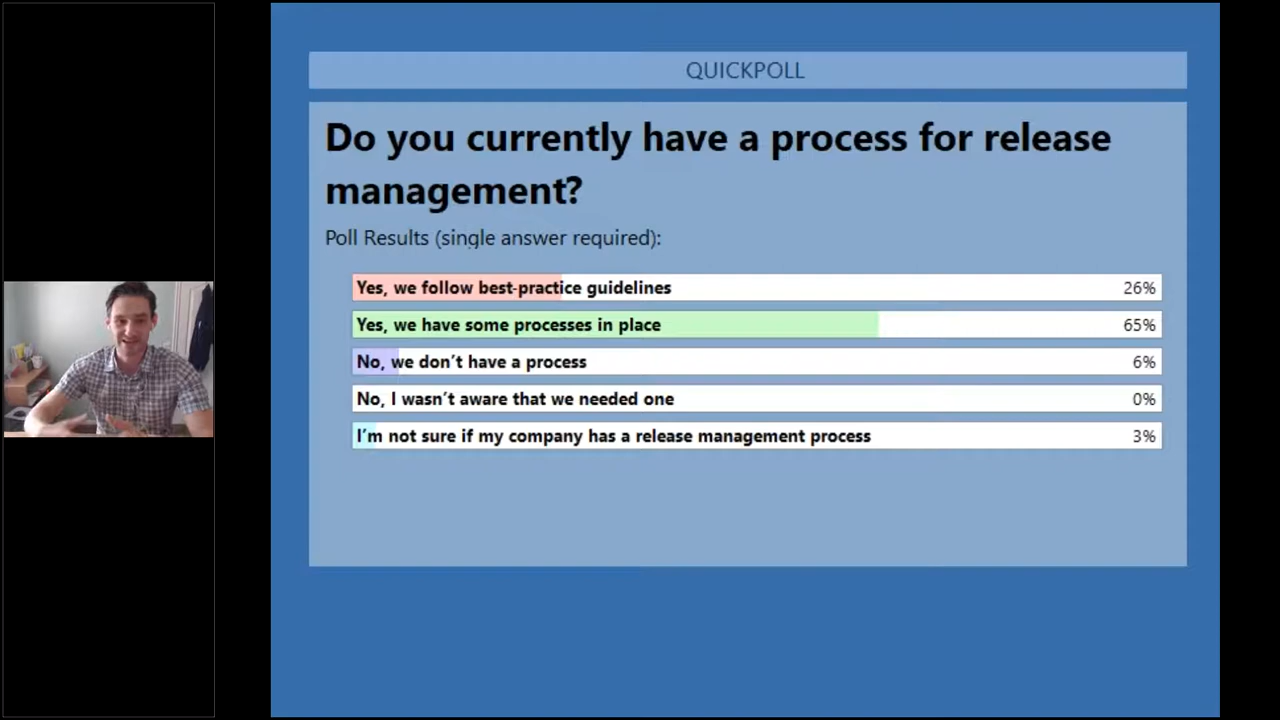 QUICKPOLL
Do you currently have a process for release
management?
Poll Results (single answer required):
Yes, we follow best-practice guidelines 26%
Yes, we have some processes in place 65%
No, we don’t have a process 6%
No, I wasn’t aware that we needed one 0%
I’m not sure if my company has a release management process 3%